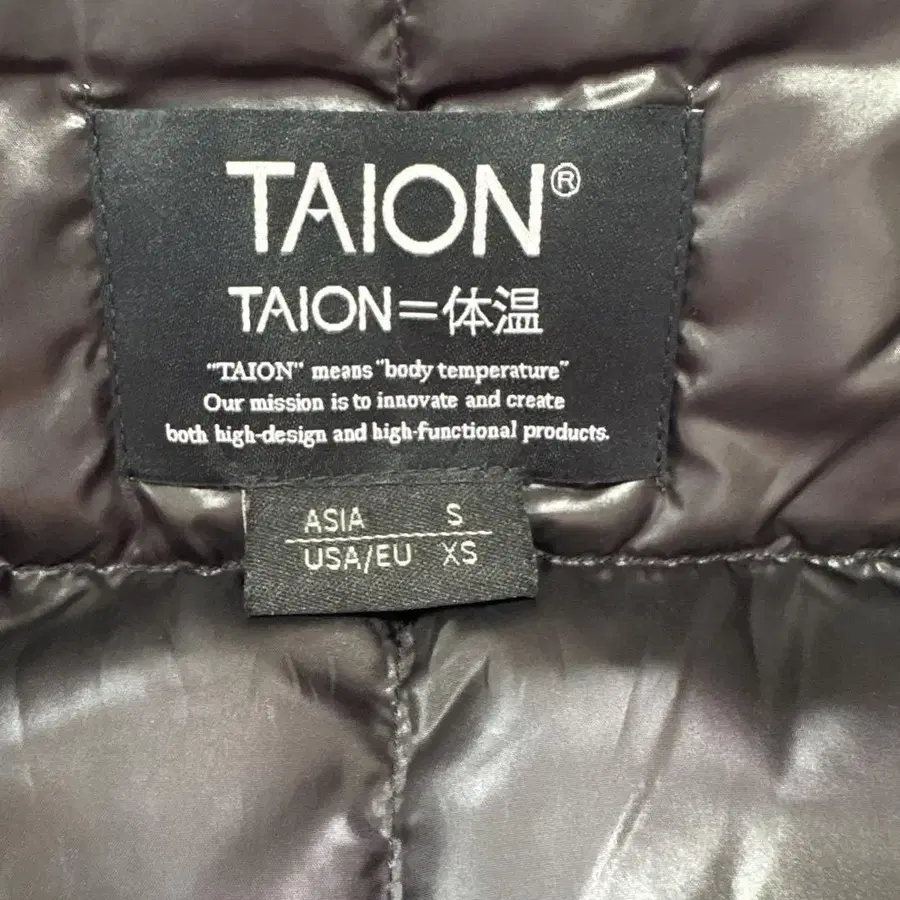 TAION®
TAION=体温
"TAION" means "body temperature"
Our mission is to innovate and create
both high-design and high-functional products.
ASIA S
USA/EU XS